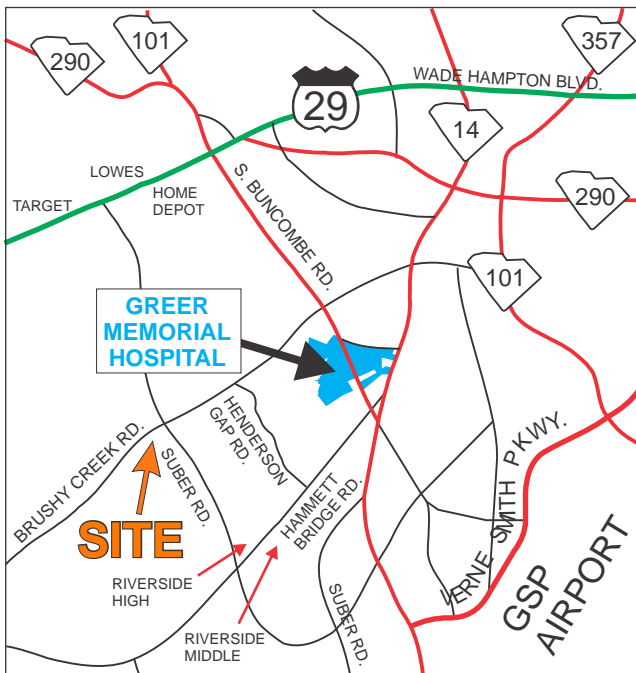 101
357
290
WADE HAMPTON BLVD.
29
14
LOWES
HOME
DEPOT
TARGET
S. BUNCOMBE RD.
290
101
GREER
MEMORIAL
HOSPITAL
HENDERSON
GAP RD.
BRUSHY CREEK RD.
SUBER RD.
HAMMETT
BRIDGE RD.
VERNE SMITH PKWY.
SITE
RIVERSIDE
HIGH
RIVERSIDE
MIDDLE
SUBER RD.
GSP
AIRPORT